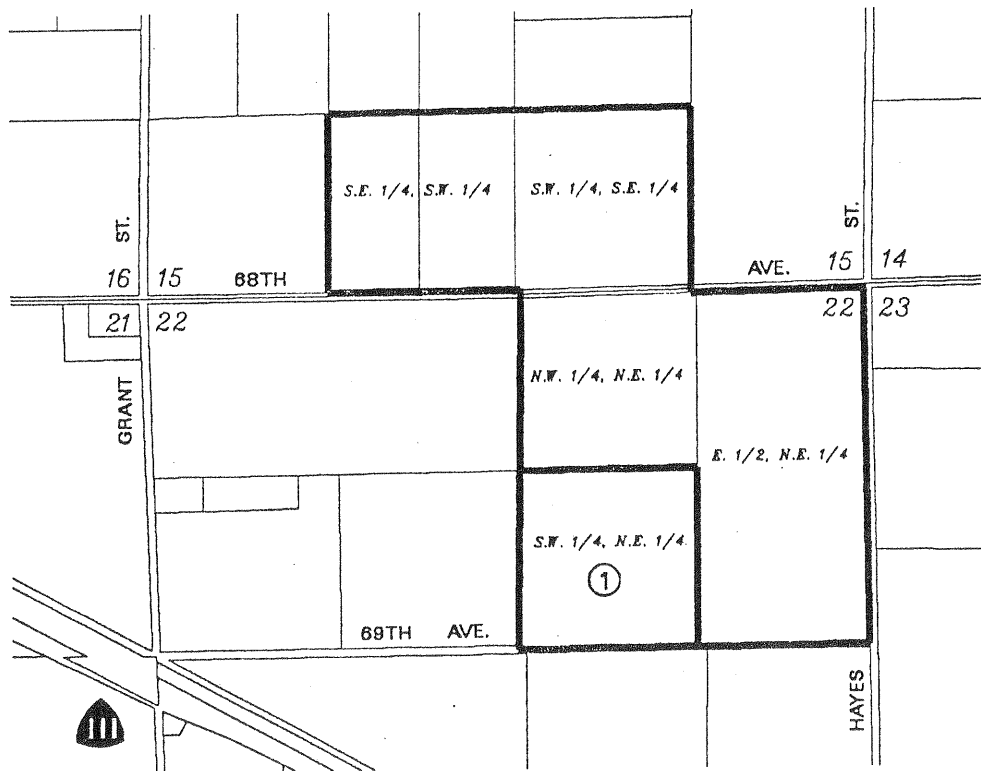 S.E. 1/4, S.W. 1/4
S.W. 1/4, S.E. 1/4
ST.
ST.
16 15
68TH
AVE.
15 14
21 22
22 23
GRANT
N.W. 1/4, N.E. 1/4
E. 1/2, N.E. 1/4
S.W. 1/4, N.E. 1/4
1
69TH AVE.
HAYES
111